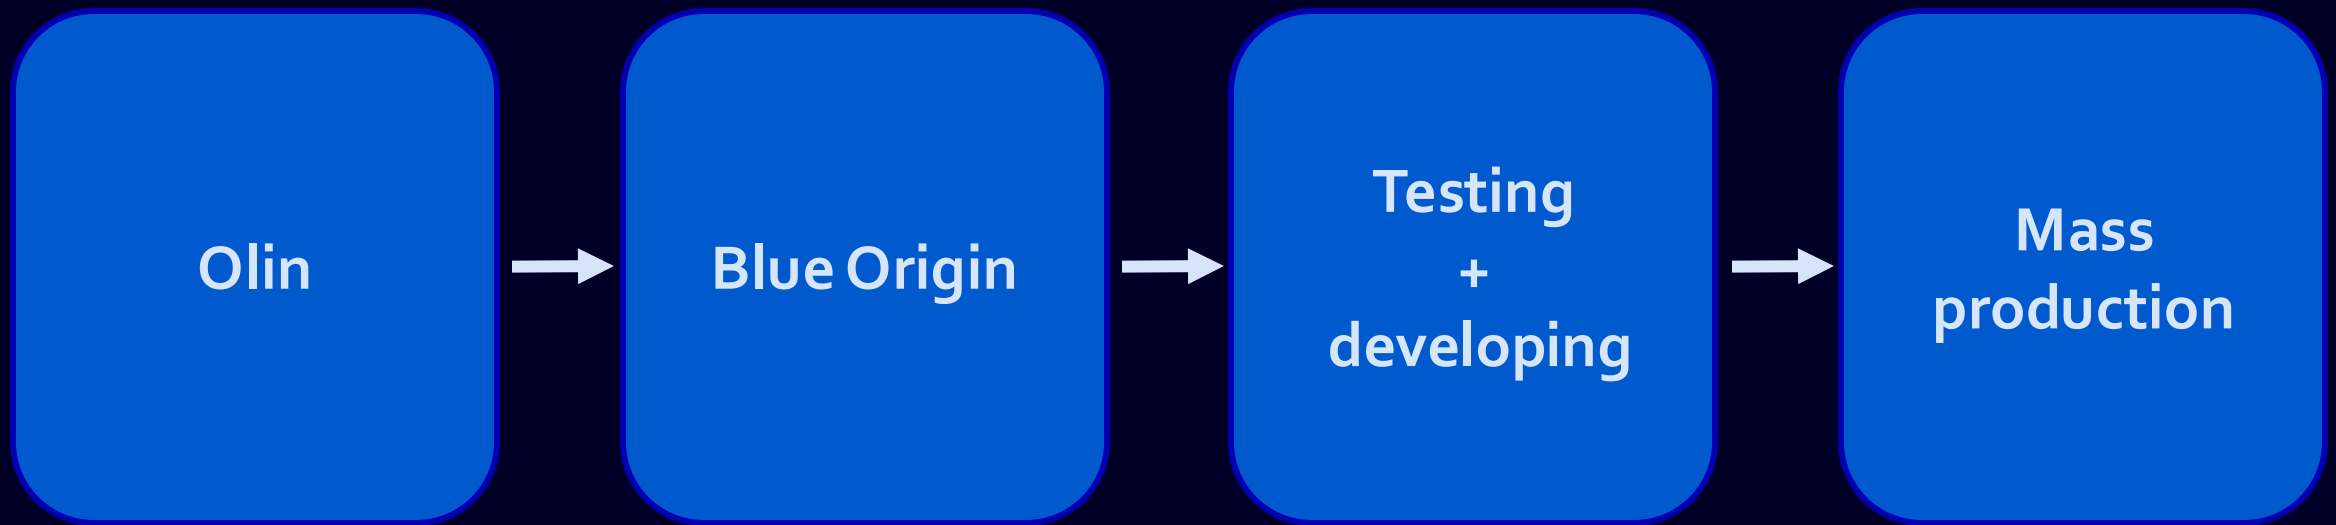 Olin
Blue Origin
Testing
+
developing
Mass
production